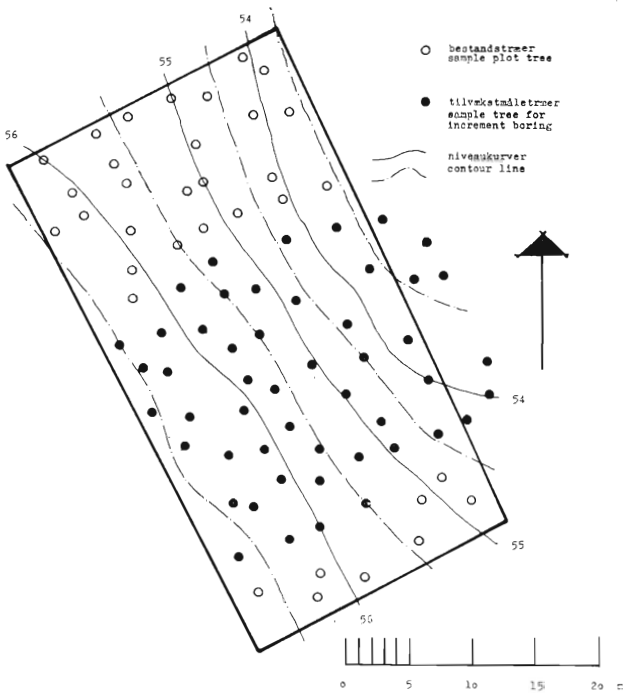 54
55
56
bestandstræer
sample plot tree
tilvækstmåletræer
sample tree for
increment boring
niveaukurver
contour line
54
55
56
0 5 10 15 20